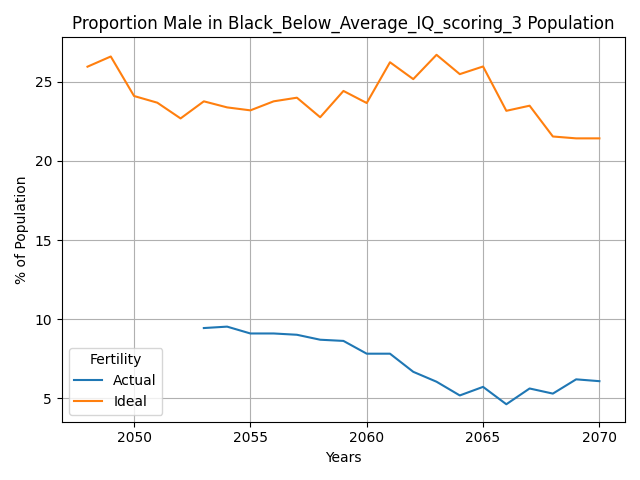 Proportion Male in Black_Below_Average_IQ_scoring_3 Population
% of Population
25
20
15
10
5
Fertility
Actual
Ideal
2050 2055 2060 2065 2070
Years